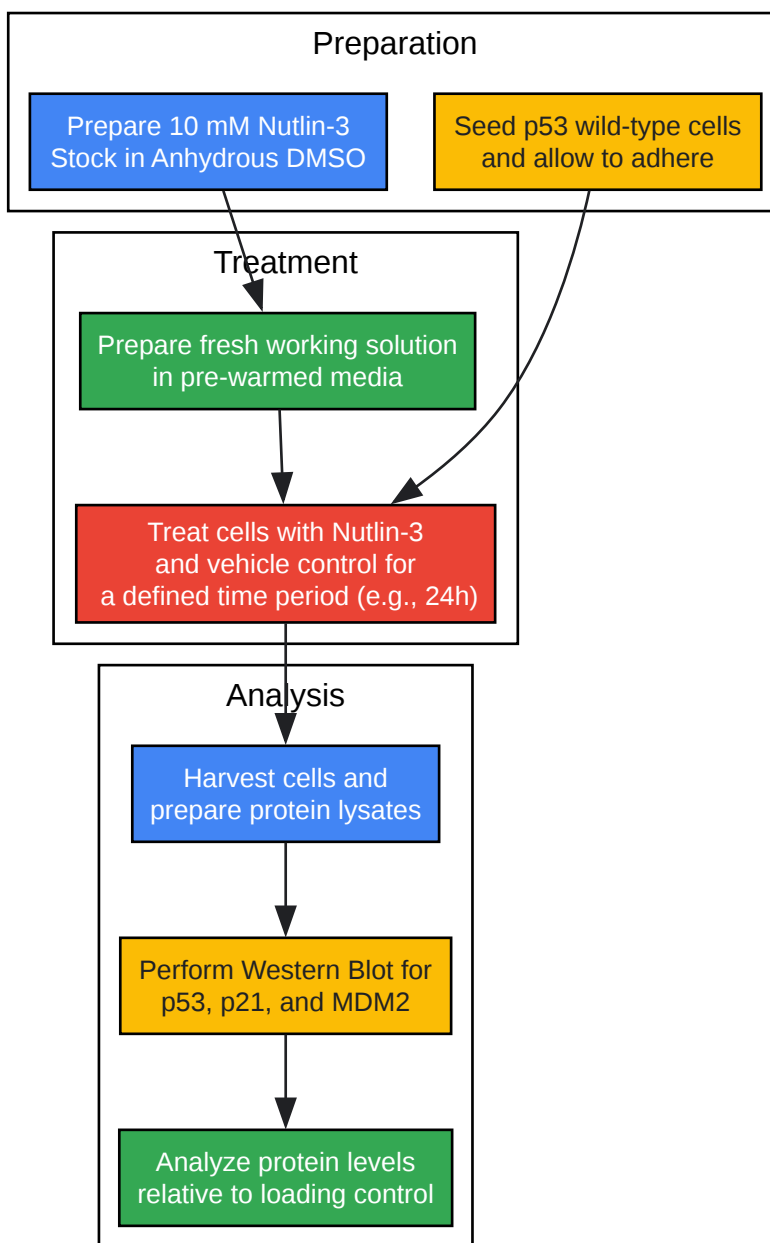 Preparation
Prepare 10 mM Nutlin-3
Stock in Anhydrous DMSO
Seed p53 wild-type cells
and allow to adhere
Treatment
Prepare fresh working solution
in pre-warmed media
Treat cells with Nutlin-3
and vehicle control for
a defined time period (e.g., 24h)
Analysis
Harvest cells and
prepare protein lysates
Perform Western Blot for
p53, p21, and MDM2
Analyze protein levels
relative to loading control